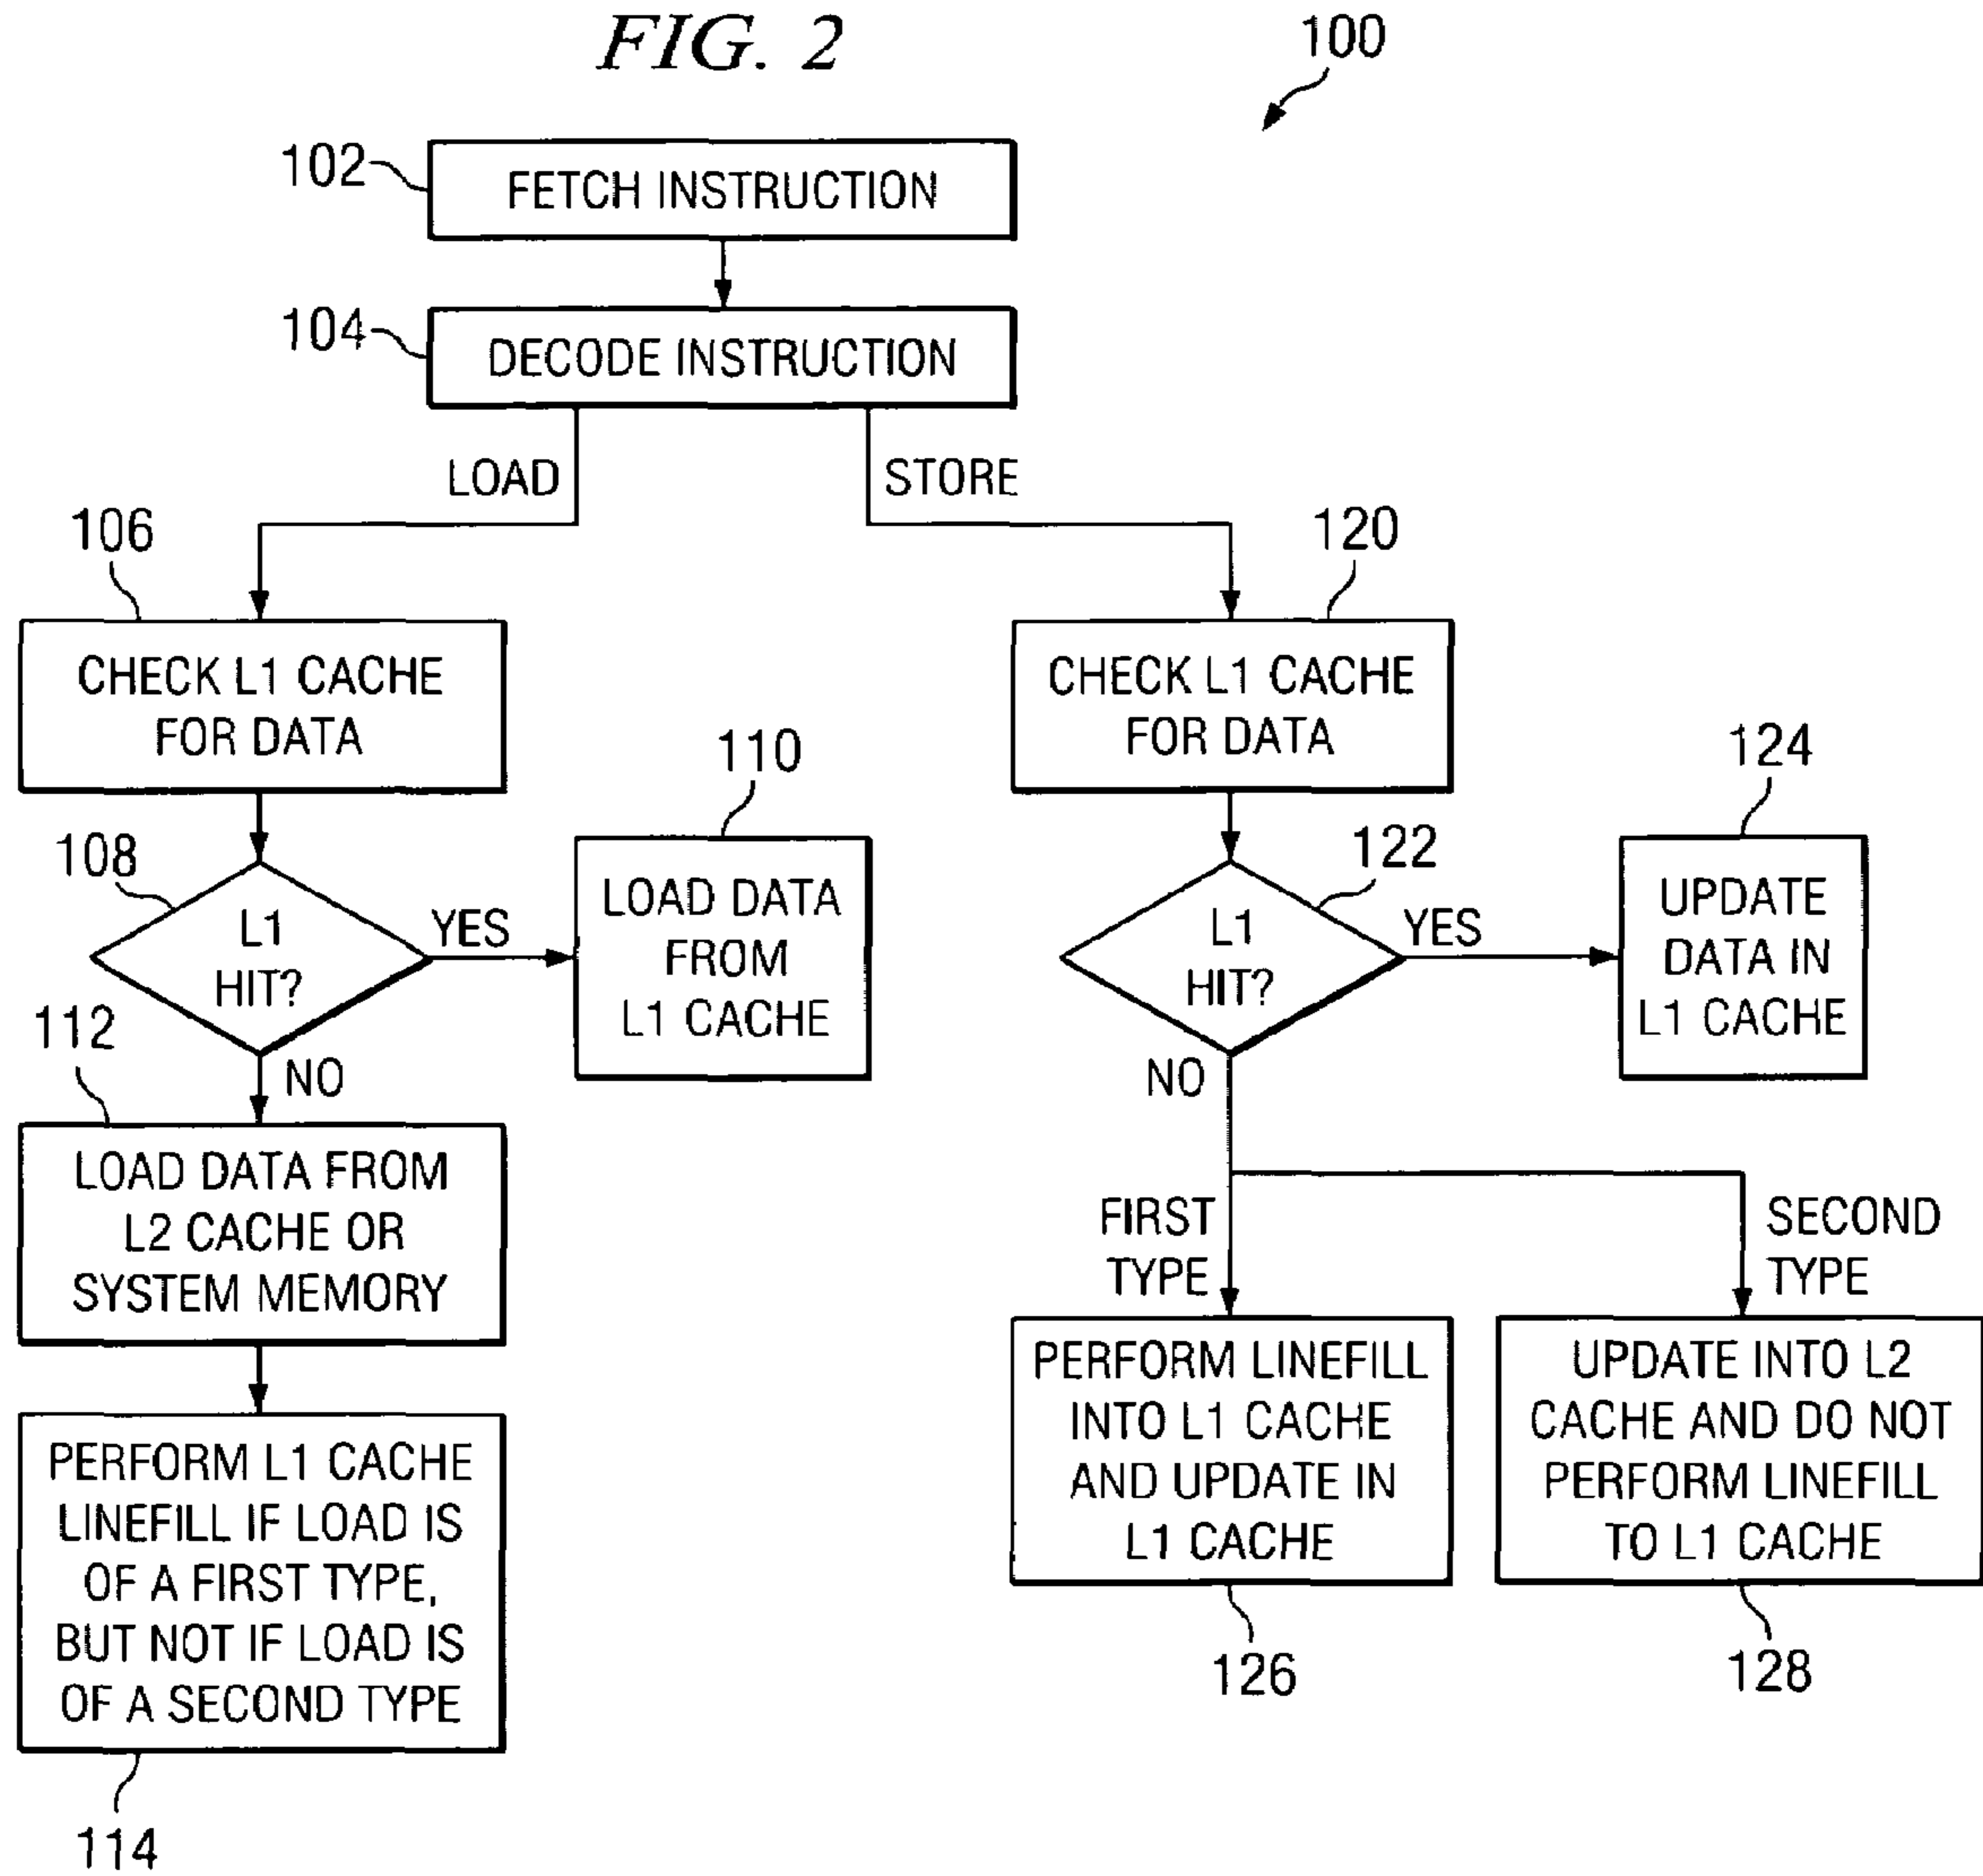 FIG. 2
100
102
FETCH INSTRUCTION
104
DECODE INSTRUCTION
LOAD
STORE
106
CHECK L1 CACHE
FOR DATA
108
L1
HIT?
YES
110
LOAD DATA
FROM
L1 CACHE
NO
112
LOAD DATA FROM
L2 CACHE OR
SYSTEM MEMORY
PERFORM L1 CACHE
LINEFILL IF LOAD IS
OF A FIRST TYPE,
BUT NOT IF LOAD IS
OF A SECOND TYPE
114
120
CHECK L1 CACHE
FOR DATA
122
L1
HIT?
YES
124
UPDATE
DATA IN
L1 CACHE
NO
FIRST
TYPE
SECOND
TYPE
PERFORM LINEFILL
INTO L1 CACHE
AND UPDATE IN
L1 CACHE
126
UPDATE INTO L2
CACHE AND DO NOT
PERFORM LINEFILL
TO L1 CACHE
128